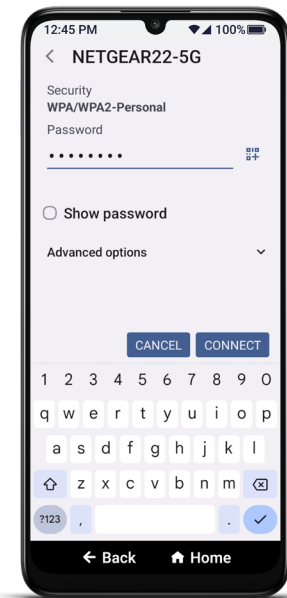 12:45 PM 100%
NETGEAR22-5G
Security
WPA/WPA2-Personal
Password
••••••••
Show password
Advanced options
CANCEL CONNECT
1 2 3 4 5 6 7 8 9 0
q w e r t y u i o p
a s d f g h j k l
z x c v b n m
?123 , .
Back Home